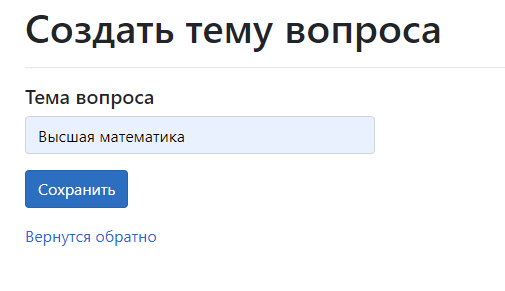 Создать тему вопроса
Тема вопроса
Высшая математика
Сохранить
Вернутся обратно